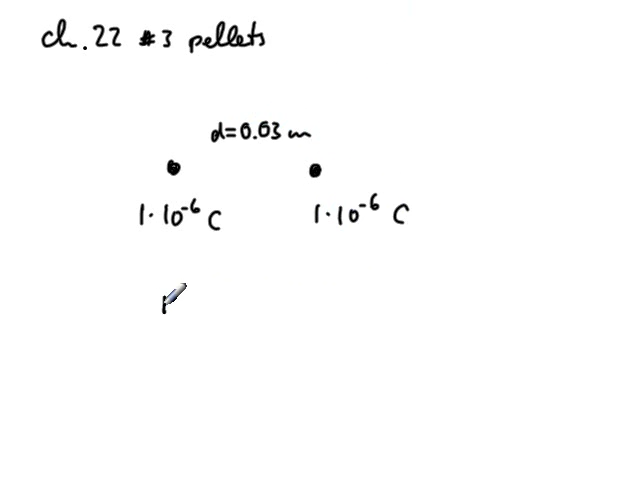 ch. 22 #3 pellets
d=0.03 m
1·10⁻⁶ C 1·10⁻⁶ C